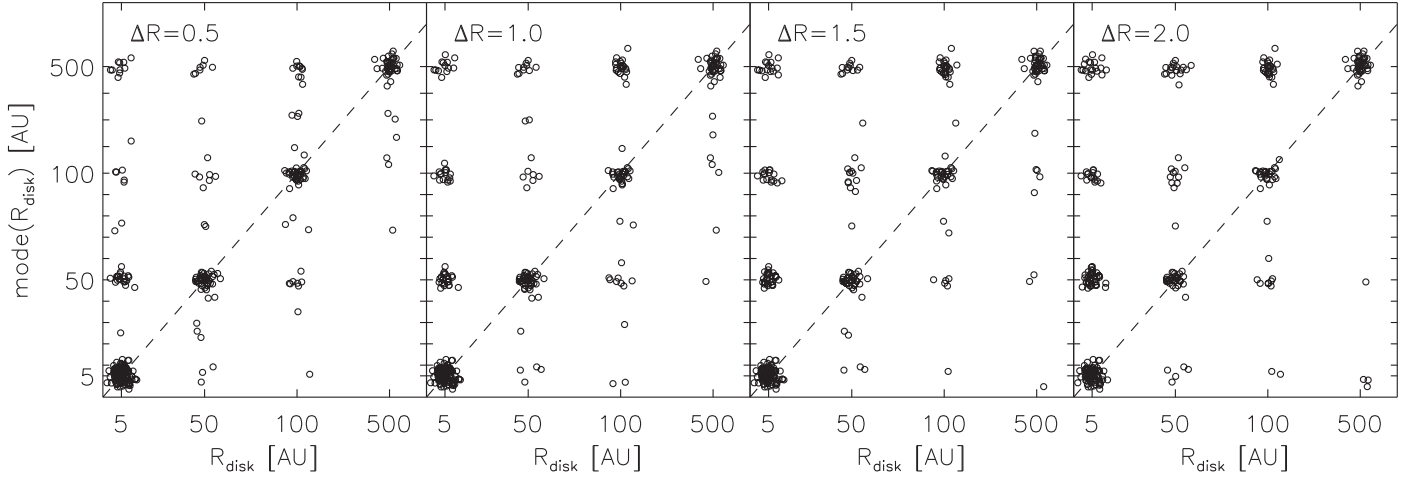 ΔR=0.5 ΔR=1.0 ΔR=1.5 ΔR=2.0
500
100
50
5
mode(R_disk) [AU]
5 50 100 500 5 50 100 500 5 50 100 500 5 50 100 500
R_disk [AU] R_disk [AU] R_disk [AU] R_disk [AU]